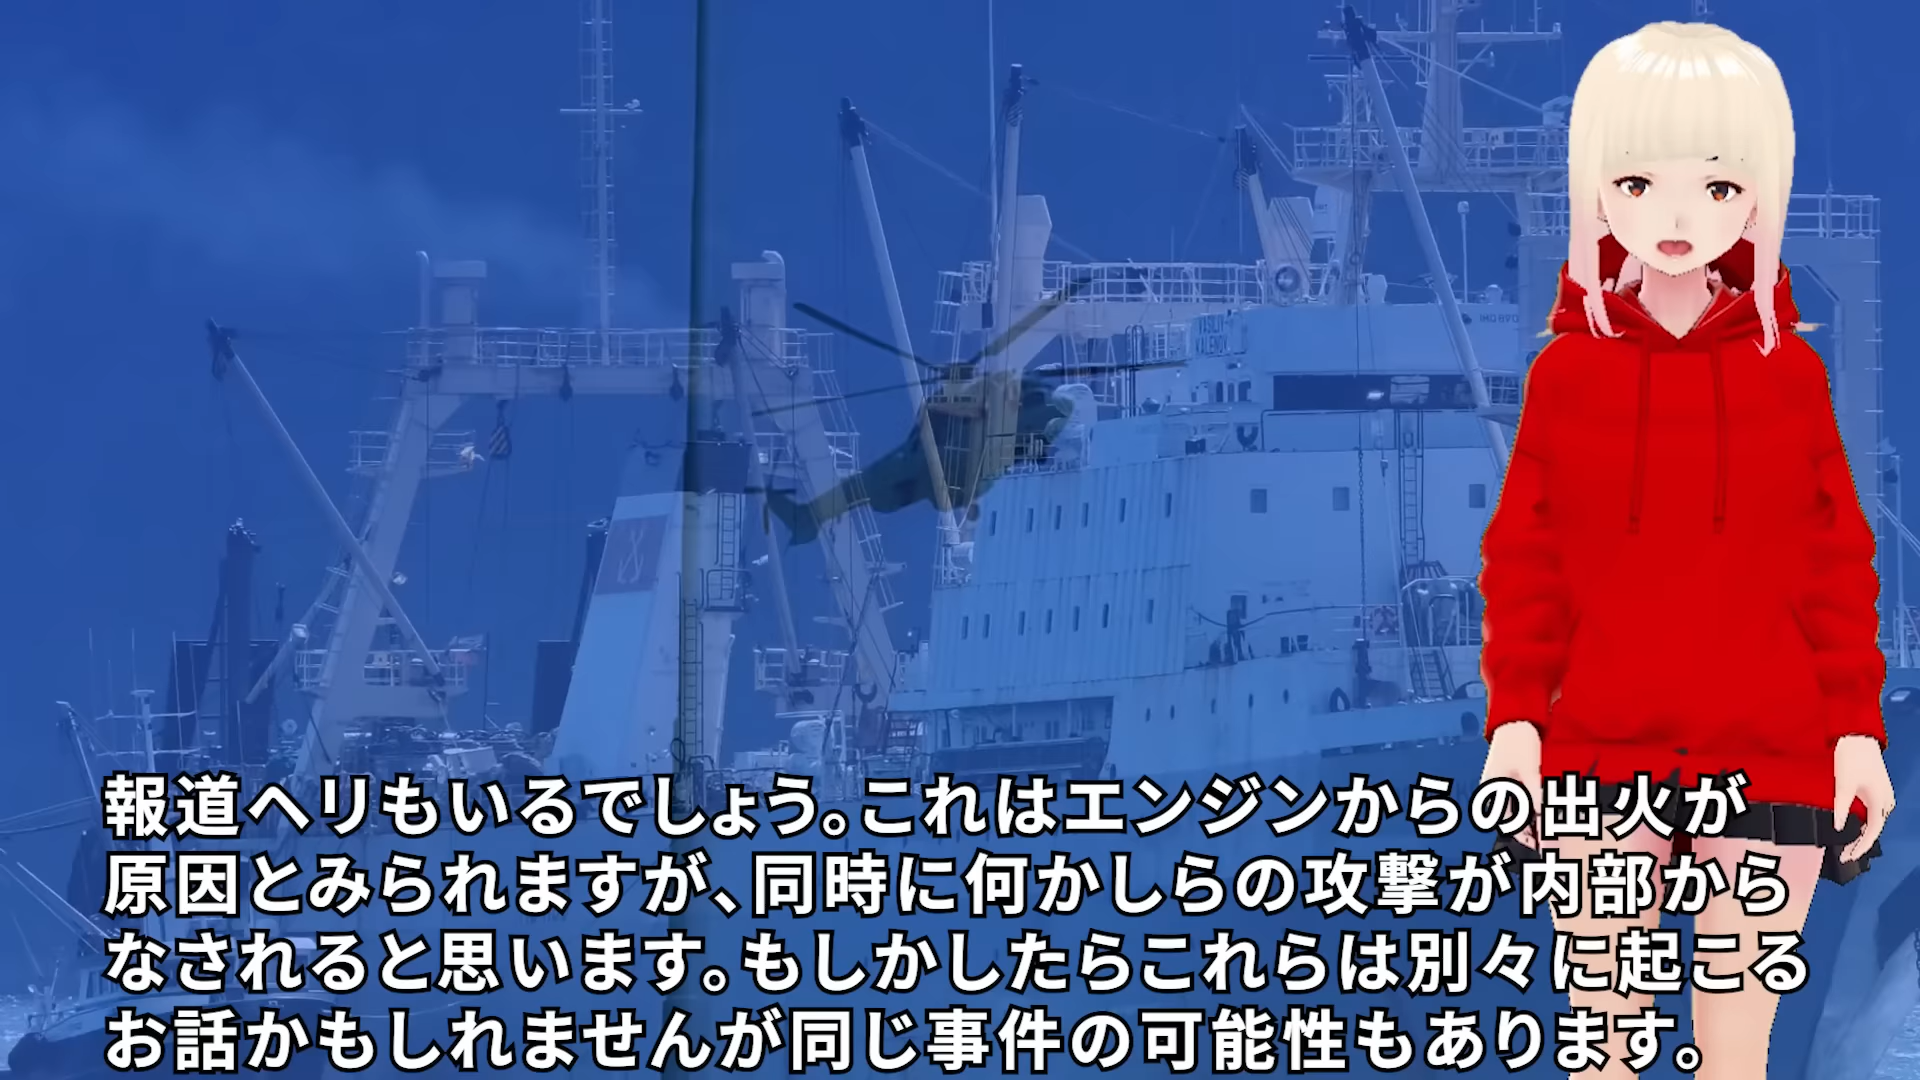 VASILIY
KALENOV
報道ヘリもいるでしょう。これはエンジンからの出火が
原因とみられますが、同時に何かしらの攻撃が内部から
なされると思います。もしかしたらこれらは別々に起こる
お話かもしれませんが同じ事件の可能性もあります。